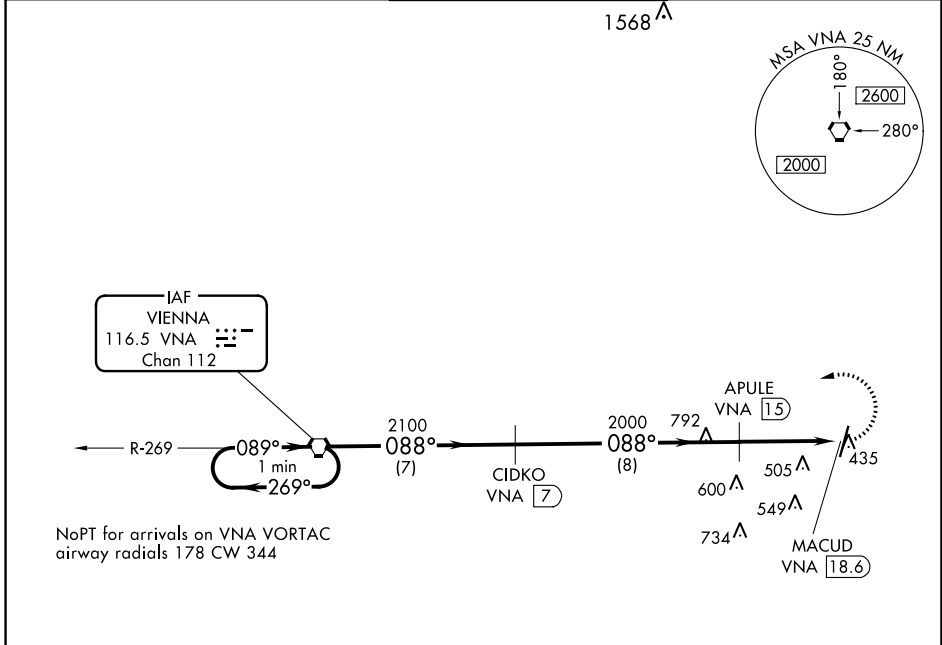 1568
MSA VNA 25 NM
180°
2600
280°
2000
IAF
VIENNA
116.5 VNA
Chan 112
APULE
VNA 15
2100
2000
792
R-269
089°
088°
088°
1 min
(7)
(8)
435
269°
CIDKO
VNA 7
505
600
549
734
NoPT for arrivals on VNA VORTAC
airway radials 178 CW 344
MACUD
VNA 18.6